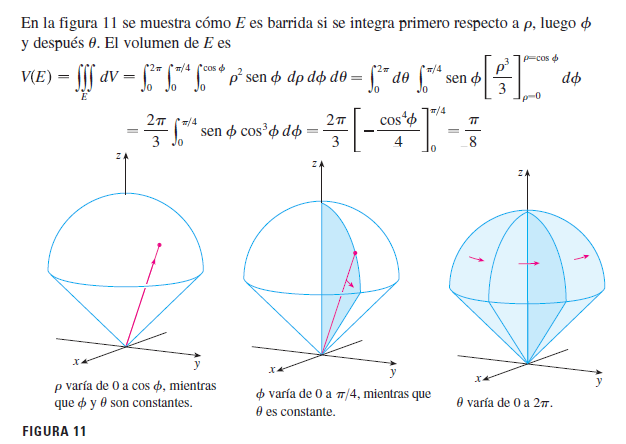 En la figura 11 se muestra cómo E es barrida si se integra primero respecto a ρ, luego ϕ
y después θ. El volumen de E es
V(E) = ∭_E dV = ∫_0^{2π} ∫_0^{π/4} ∫_0^{cos ϕ} ρ² sen ϕ dρ dϕ dθ = ∫_0^{2π} dθ ∫_0^{π/4} sen ϕ [ρ³/3]_{ρ=0}^{ρ=cos ϕ} dϕ
= 2π/3 ∫_0^{π/4} sen ϕ cos³ϕ dϕ = 2π/3 [−cos⁴ϕ/4]_0^{π/4} = π/8
z
z
z
x
y
x
y
x
y
ρ varía de 0 a cos ϕ, mientras
que ϕ y θ son constantes.
ϕ varía de 0 a π/4, mientras que
θ es constante.
θ varía de 0 a 2π.
FIGURA 11